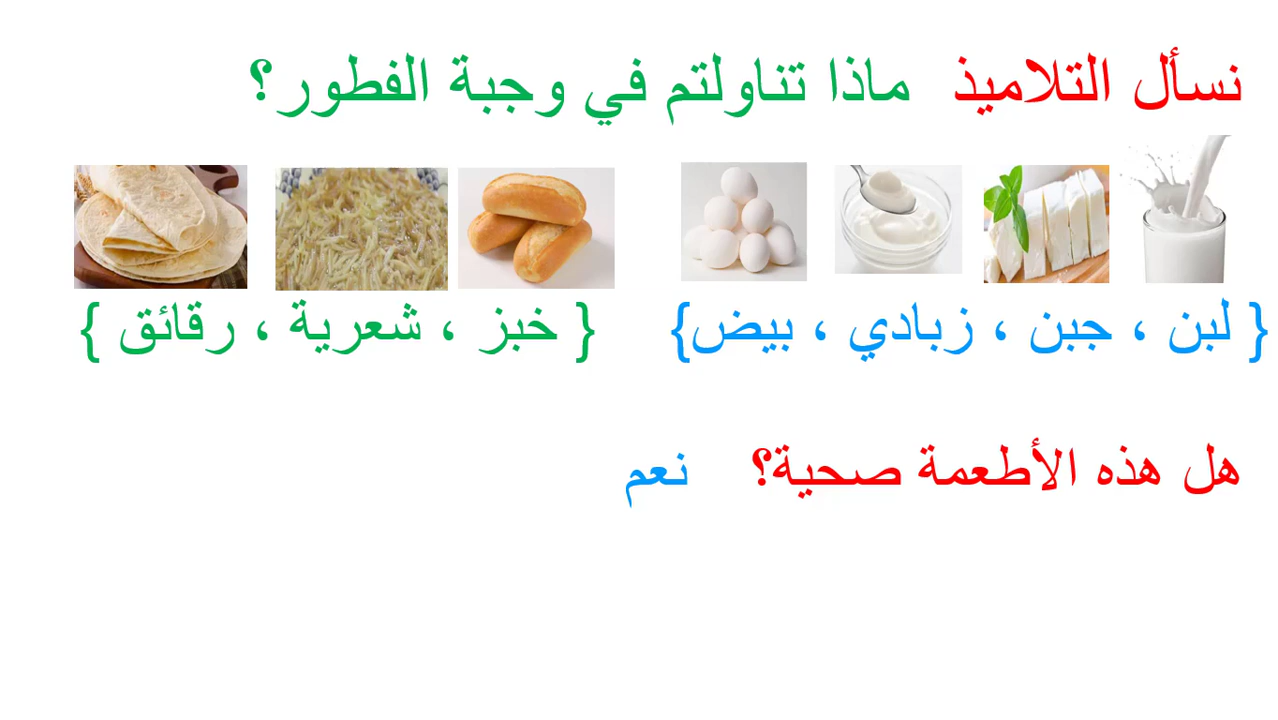 نسأل التلاميذ ماذا تناولتم في وجبة الفطور؟
{ لبن ، جبن ، زبادي ، بيض} { خبز ، شعرية ، رقائق }
هل هذه الأطعمة صحية؟ نعم